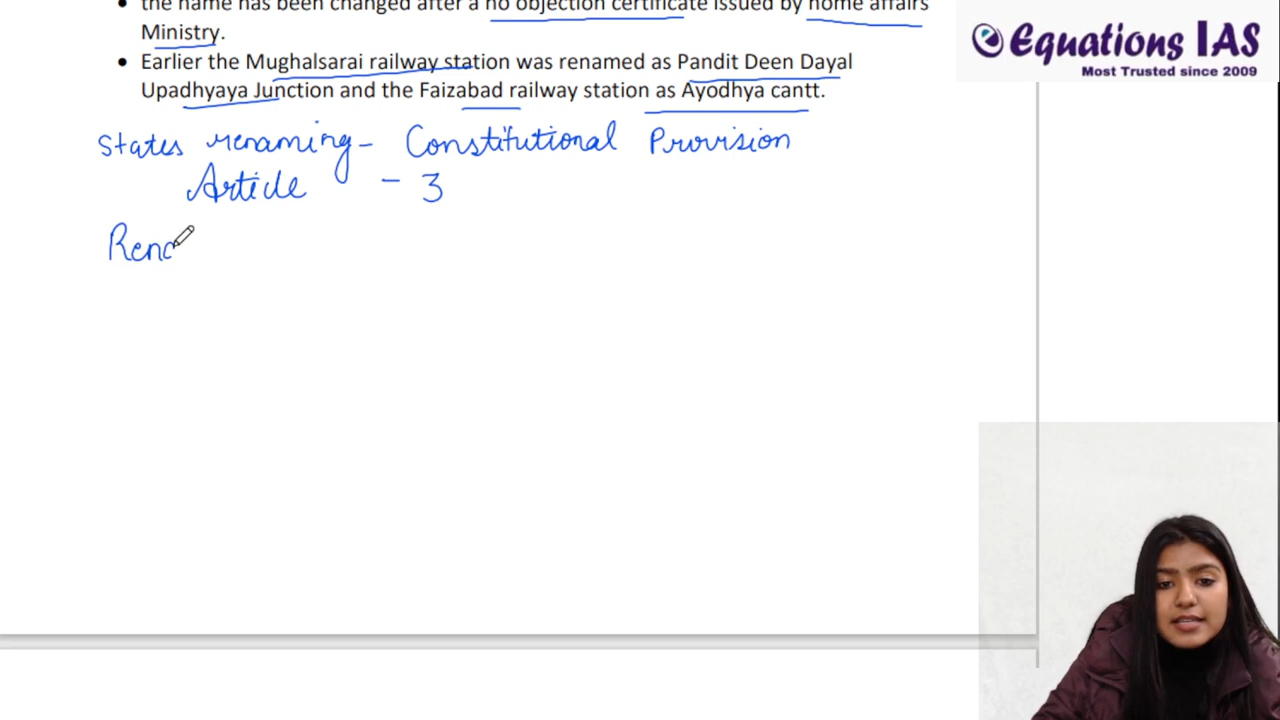 • the name has been changed after a no objection certificate issued by home affairs
Ministry.
• Earlier the Mughalsarai railway station was renamed as Pandit Deen Dayal
Upadhyaya Junction and the Faizabad railway station as Ayodhya cantt.
States renaming - Constitutional Provision
Article - 3
Rena
Equations IAS
Most Trusted since 2009